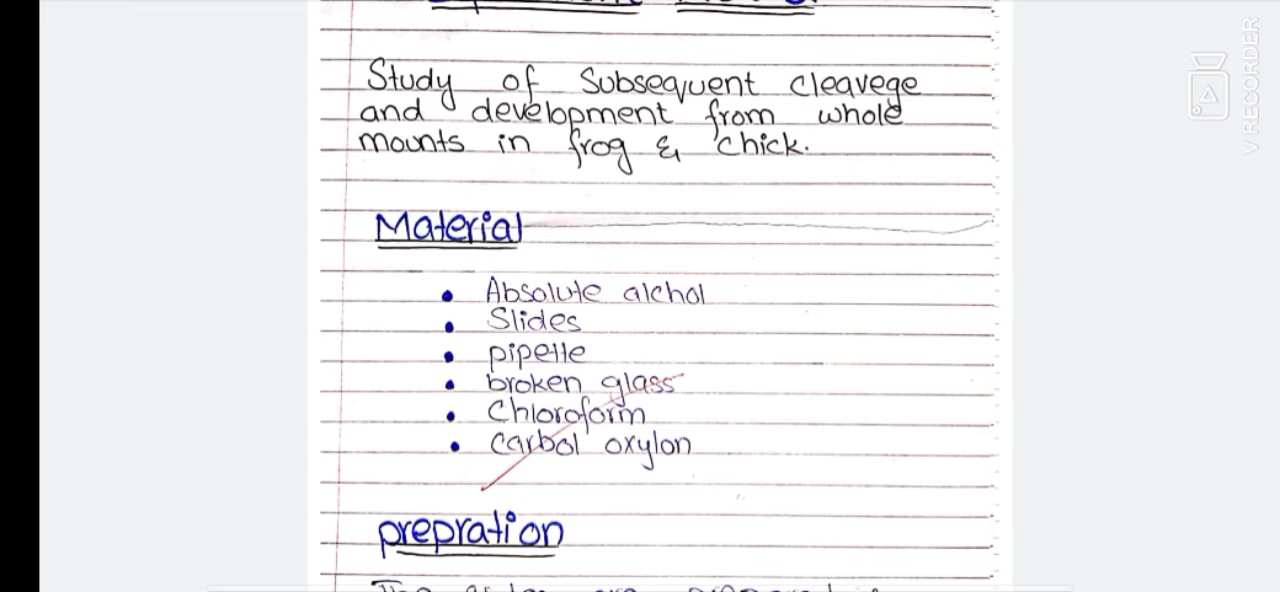 Study of Subsequent cleavege
and development from whole
mounts in frog & chick.
Material
• Absolute alchol
• Slides
• pipette
• broken glass
• Chloroform
• carbol oxylon
prepration
V RECORDER